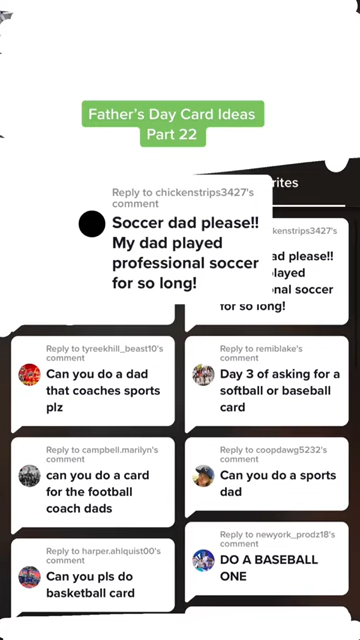 Father's Day Card Ideas
Part 22
rites
Reply to chickenstrips3427's
comment
Soccer dad please!!
My dad played
professional soccer
for so long!
chickenstrips3427's
ad please!!
layed
nal soccer
for so long!
Reply to tyreekhill_beast10's
comment
Can you do a dad
that coaches sports
plz
Reply to remiblake's
comment
Day 3 of asking for a
softball or baseball
card
Reply to campbell.marilyn's
comment
can you do a card
for the football
coach dads
Reply to coopdawg5232's
comment
Can you do a sports
dad
Reply to harper.ahlquist00's
comment
Can you pls do
basketball card
Reply to newyork_prodz18's
comment
DO A BASEBALL
ONE